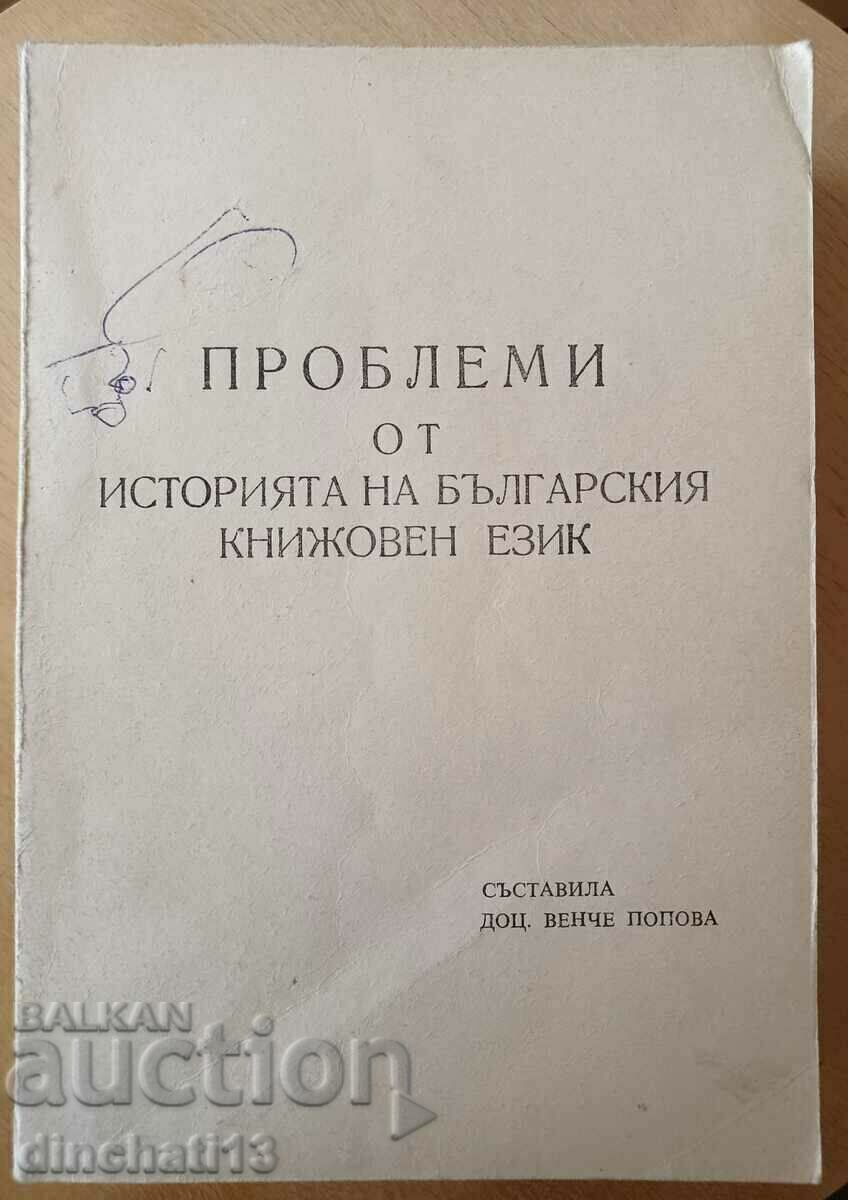 ПРОБЛЕМИ
ОТ
ИСТОРИЯТА НА БЪЛГАРСКИЯ
КНИЖОВЕН ЕЗИК
СЪСТАВИЛА
ДОЦ. ВЕНЧЕ ПОПОВА
BALKAN
auction
dinchati13